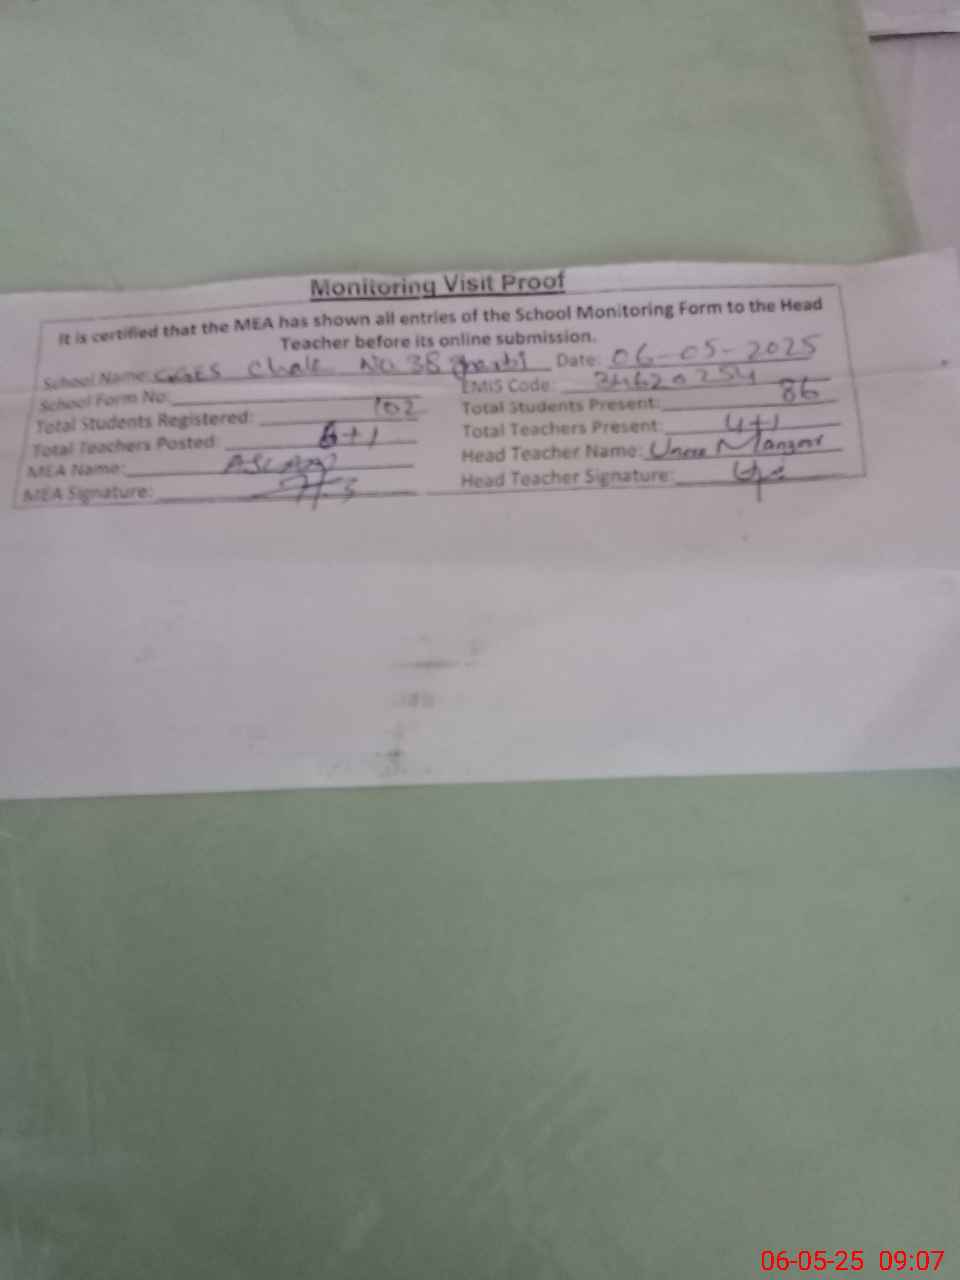 Monitoring Visit Proof
It is certified that the MEA has shown all entries of the School Monitoring Form to the Head
Teacher before its online submission.
School Name: GGES Chak No 38 Date: 06-05-2025
School Form No: EMIS Code:
Total Students Registered: 102 Total Students Present: 86
Total Teachers Posted: 6+1 Total Teachers Present: 4+1
MEA Name: Head Teacher Name:
MEA Signature: Head Teacher Signature:
06-05-25 09:07